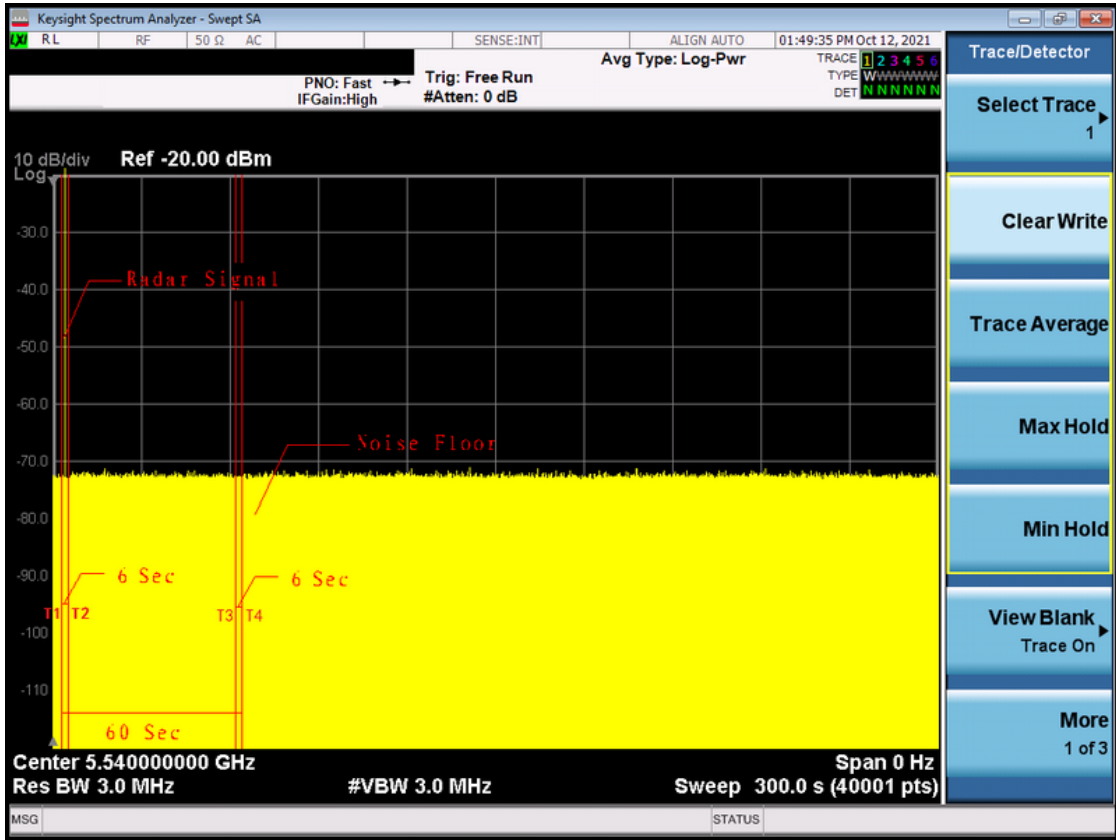 Keysight Spectrum Analyzer - Swept SA
LXI RL RF 50 Ω AC SENSE:INT ALIGN AUTO 01:49:35 PM Oct 12, 2021
PNO: Fast
IFGain:High
Trig: Free Run
#Atten: 0 dB
Avg Type: Log-Pwr
TRACE 1 2 3 4 5 6
TYPE WWWWWW
DET N N N N N N
10 dB/div Ref -20.00 dBm
Log
-30.0
-40.0
-50.0
-60.0
-70.0
-80.0
-90.0
-100
-110
Radar Signal
Noise Floor
6 Sec 6 Sec
T1 T2 T3 T4
60 Sec
Center 5.540000000 GHz Span 0 Hz
Res BW 3.0 MHz #VBW 3.0 MHz Sweep 300.0 s (40001 pts)
MSG STATUS
Trace/Detector
Select Trace
1
Clear Write
Trace Average
Max Hold
Min Hold
View Blank
Trace On
More
1 of 3